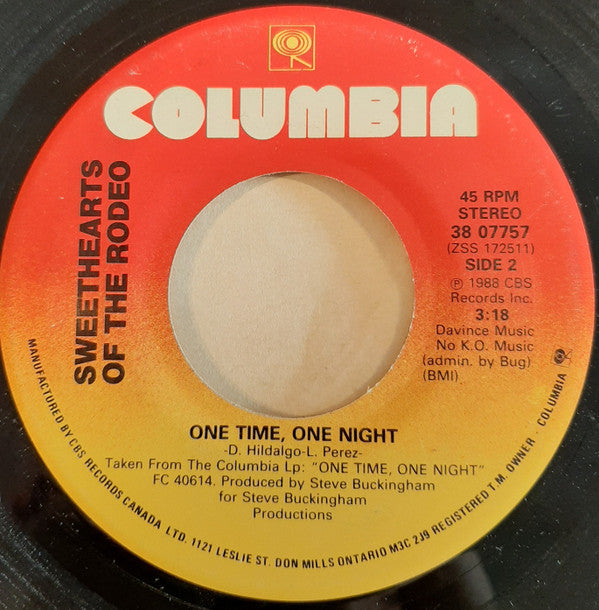 COLUMBIA
SWEETHEARTS
OF THE RODEO
45 RPM
STEREO
38 07757
(ZSS 172511)
SIDE 2
℗ 1988 CBS
Records Inc.
3:18
Davince Music
No K.O. Music
(admin. by Bug)
(BMI)
ONE TIME, ONE NIGHT
-D. Hildalgo-L. Perez-
Taken From The Columbia Lp: "ONE TIME, ONE NIGHT"
FC 40614. Produced by Steve Buckingham
for Steve Buckingham
Productions
MANUFACTURED BY CBS RECORDS CANADA LTD. 1121 LESLIE ST. DON MILLS ONTARIO M3C 2J9 REGISTERED T.M. OWNER - COLUMBIA